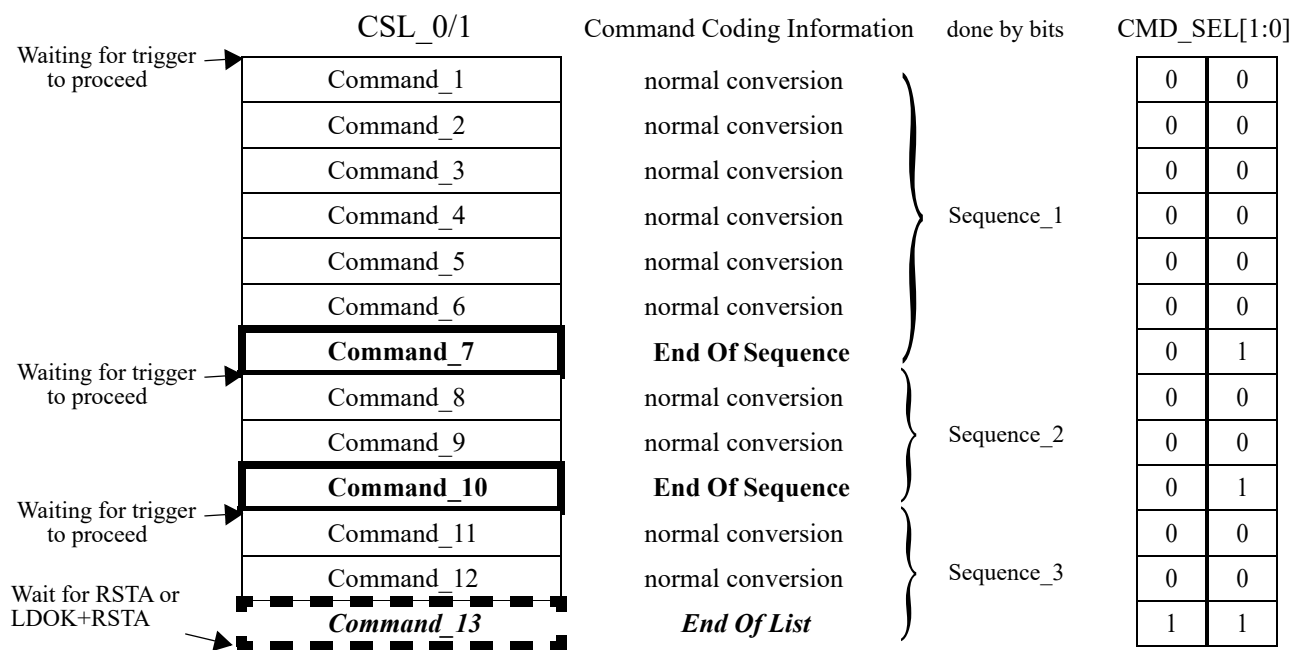 CSL_0/1 Command Coding Information done by bits CMD_SEL[1:0]
Waiting for trigger
to proceed
Command_1 normal conversion 0 0
Command_2 normal conversion 0 0
Command_3 normal conversion 0 0
Command_4 normal conversion Sequence_1 0 0
Command_5 normal conversion 0 0
Command_6 normal conversion 0 0
Command_7 End Of Sequence 0 1
Waiting for trigger
to proceed
Command_8 normal conversion 0 0
Command_9 normal conversion Sequence_2 0 0
Command_10 End Of Sequence 0 1
Waiting for trigger
to proceed
Command_11 normal conversion 0 0
Command_12 normal conversion Sequence_3 0 0
Wait for RSTA or
LDOK+RSTA
Command_13 End Of List 1 1